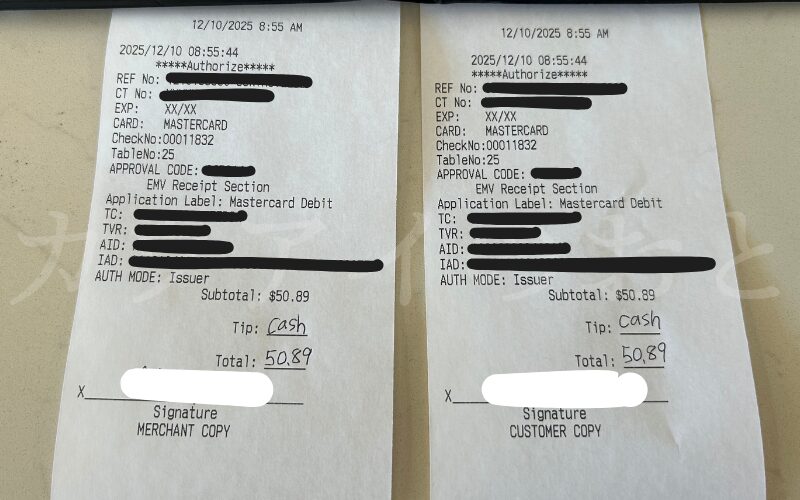 12/10/2025 8:55 AM
2025/12/10 08:55:44
*****Authorize*****
REF No:
CT No:
EXP: XX/XX
CARD: MASTERCARD
CheckNo:00011832
TableNo:25
APPROVAL CODE:
EMV Receipt Section
Application Label: Mastercard Debit
TC:
TVR:
AID:
IAD:
AUTH MODE: Issuer
Subtotal: $50.89
Tip: cash
Total: 50.89
X
Signature
MERCHANT COPY
12/10/2025 8:55 AM
2025/12/10 08:55:44
*****Authorize*****
REF No:
CT No:
EXP: XX/XX
CARD: MASTERCARD
CheckNo:00011832
TableNo:25
APPROVAL CODE:
EMV Receipt Section
Application Label: Mastercard Debit
TC:
TVR:
AID:
IAD:
AUTH MODE: Issuer
Subtotal: $50.89
Tip: cash
Total: 50.89
X
Signature
CUSTOMER COPY